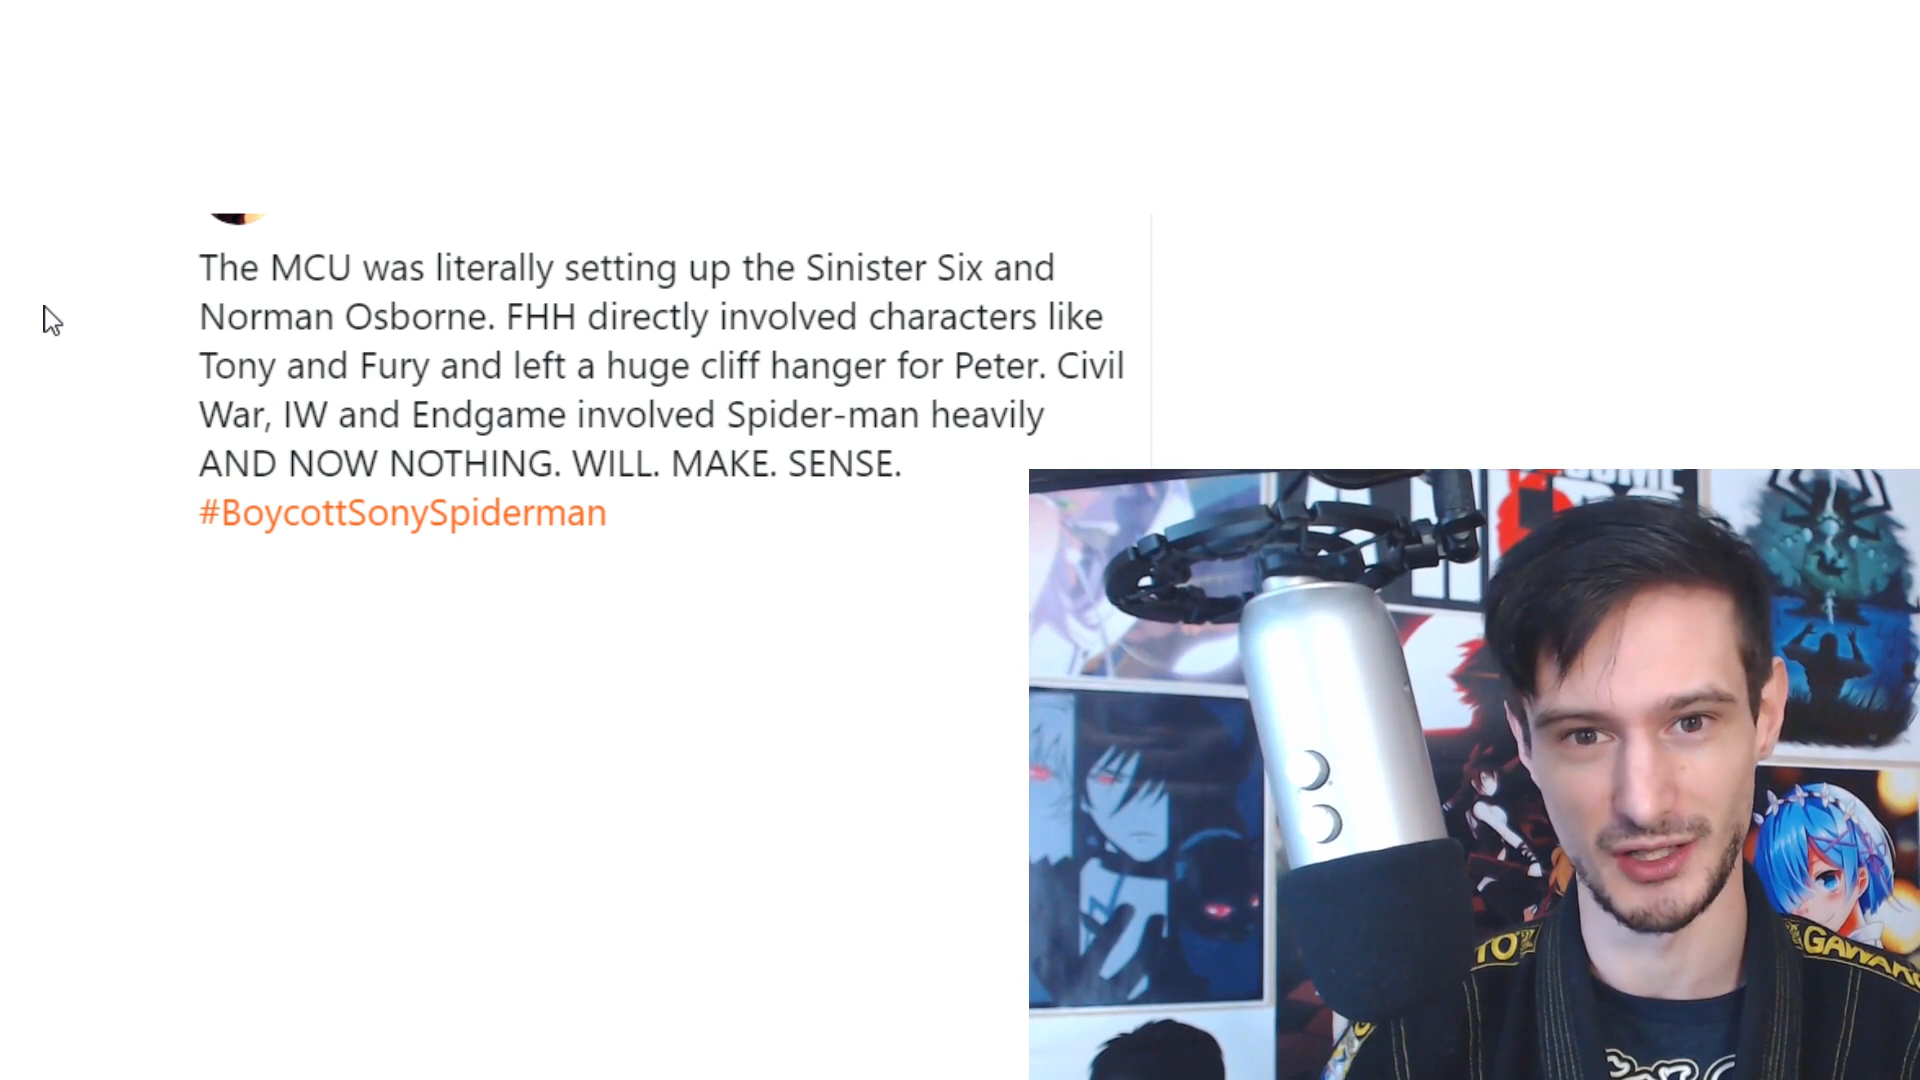 The MCU was literally setting up the Sinister Six and
Norman Osborne. FHH directly involved characters like
Tony and Fury and left a huge cliff hanger for Peter. Civil
War, IW and Endgame involved Spider-man heavily
AND NOW NOTHING. WILL. MAKE. SENSE.
#BoycottSonySpiderman